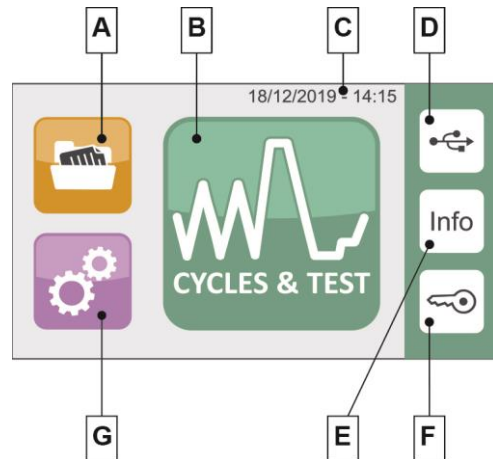 A B C D
18/12/2019 - 14:15
CYCLES & TEST
Info
G E F